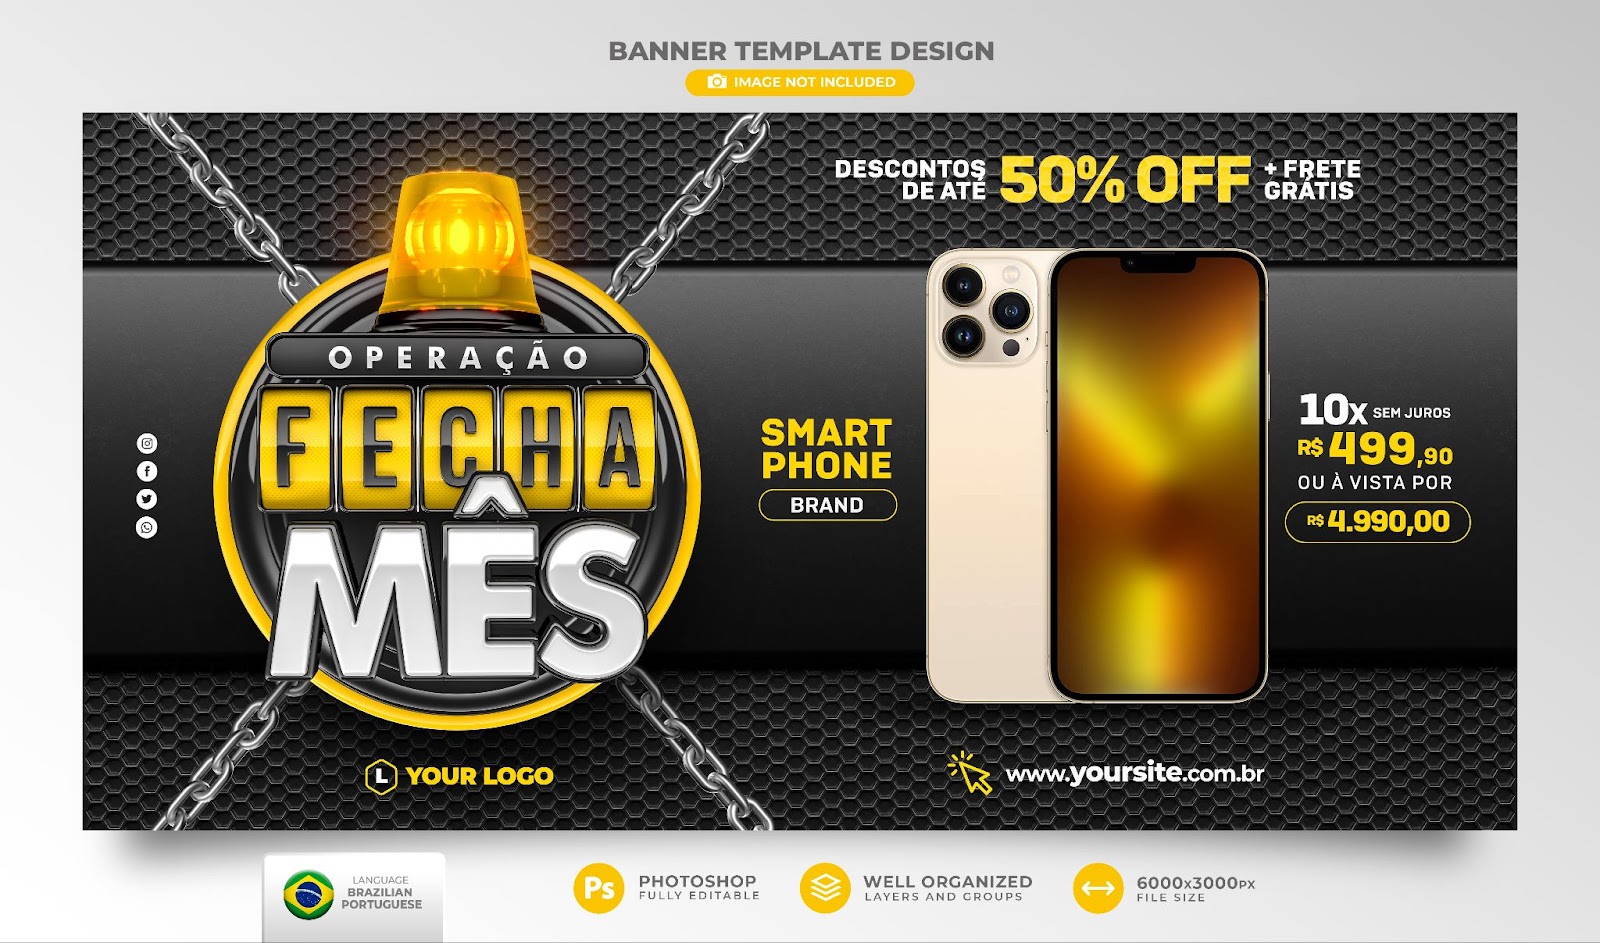 BANNER TEMPLATE DESIGN
IMAGE NOT INCLUDED
DESCONTOS
DE ATÉ
50% OFF
+ FRETE
GRÁTIS
OPERAÇÃO
FECHA
MÊS
SMART
PHONE
BRAND
10x SEM JUROS
R$ 499,90
OU À VISTA POR
R$ 4.990,00
L YOUR LOGO
www.yoursite.com.br
LANGUAGE
BRAZILIAN
PORTUGUESE
Ps
PHOTOSHOP
FULLY EDITABLE
WELL ORGANIZED
LAYERS AND GROUPS
6000x3000PX
FILE SIZE